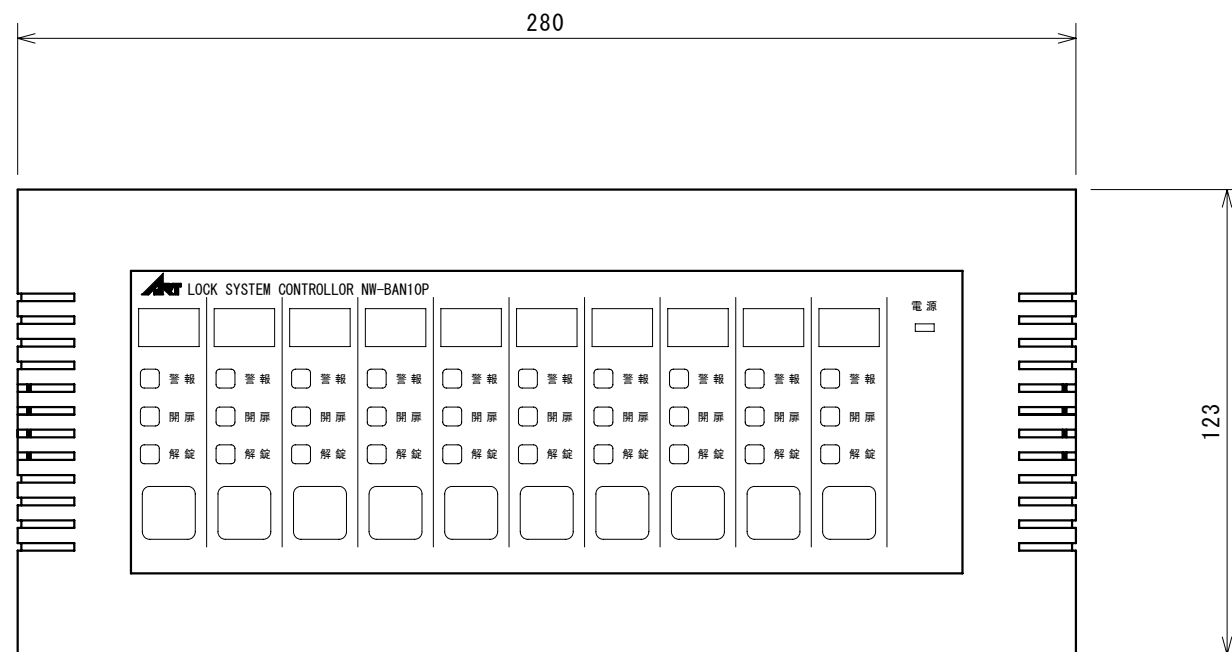 280
ART LOCK SYSTEM CONTROLLOR NW-BAN10P
電源
警報 警報 警報 警報 警報 警報 警報 警報 警報 警報
開扉 開扉 開扉 開扉 開扉 開扉 開扉 開扉 開扉 開扉
解錠 解錠 解錠 解錠 解錠 解錠 解錠 解錠 解錠 解錠
123